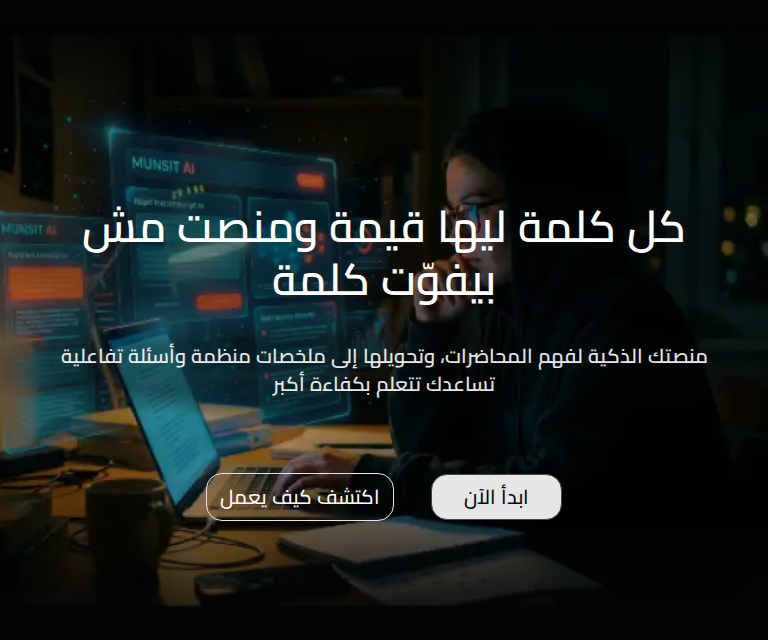 MUNSIT AI
MUNSIT AI
كل كلمة ليها قيمة ومنصت مش
بيفوّت كلمة
منصتك الذكية لفهم المحاضرات، وتحويلها إلى ملخصات منظمة وأسئلة تفاعلية
تساعدك تتعلم بكفاءة أكبر
ابدأ الآن
اكتشف كيف يعمل